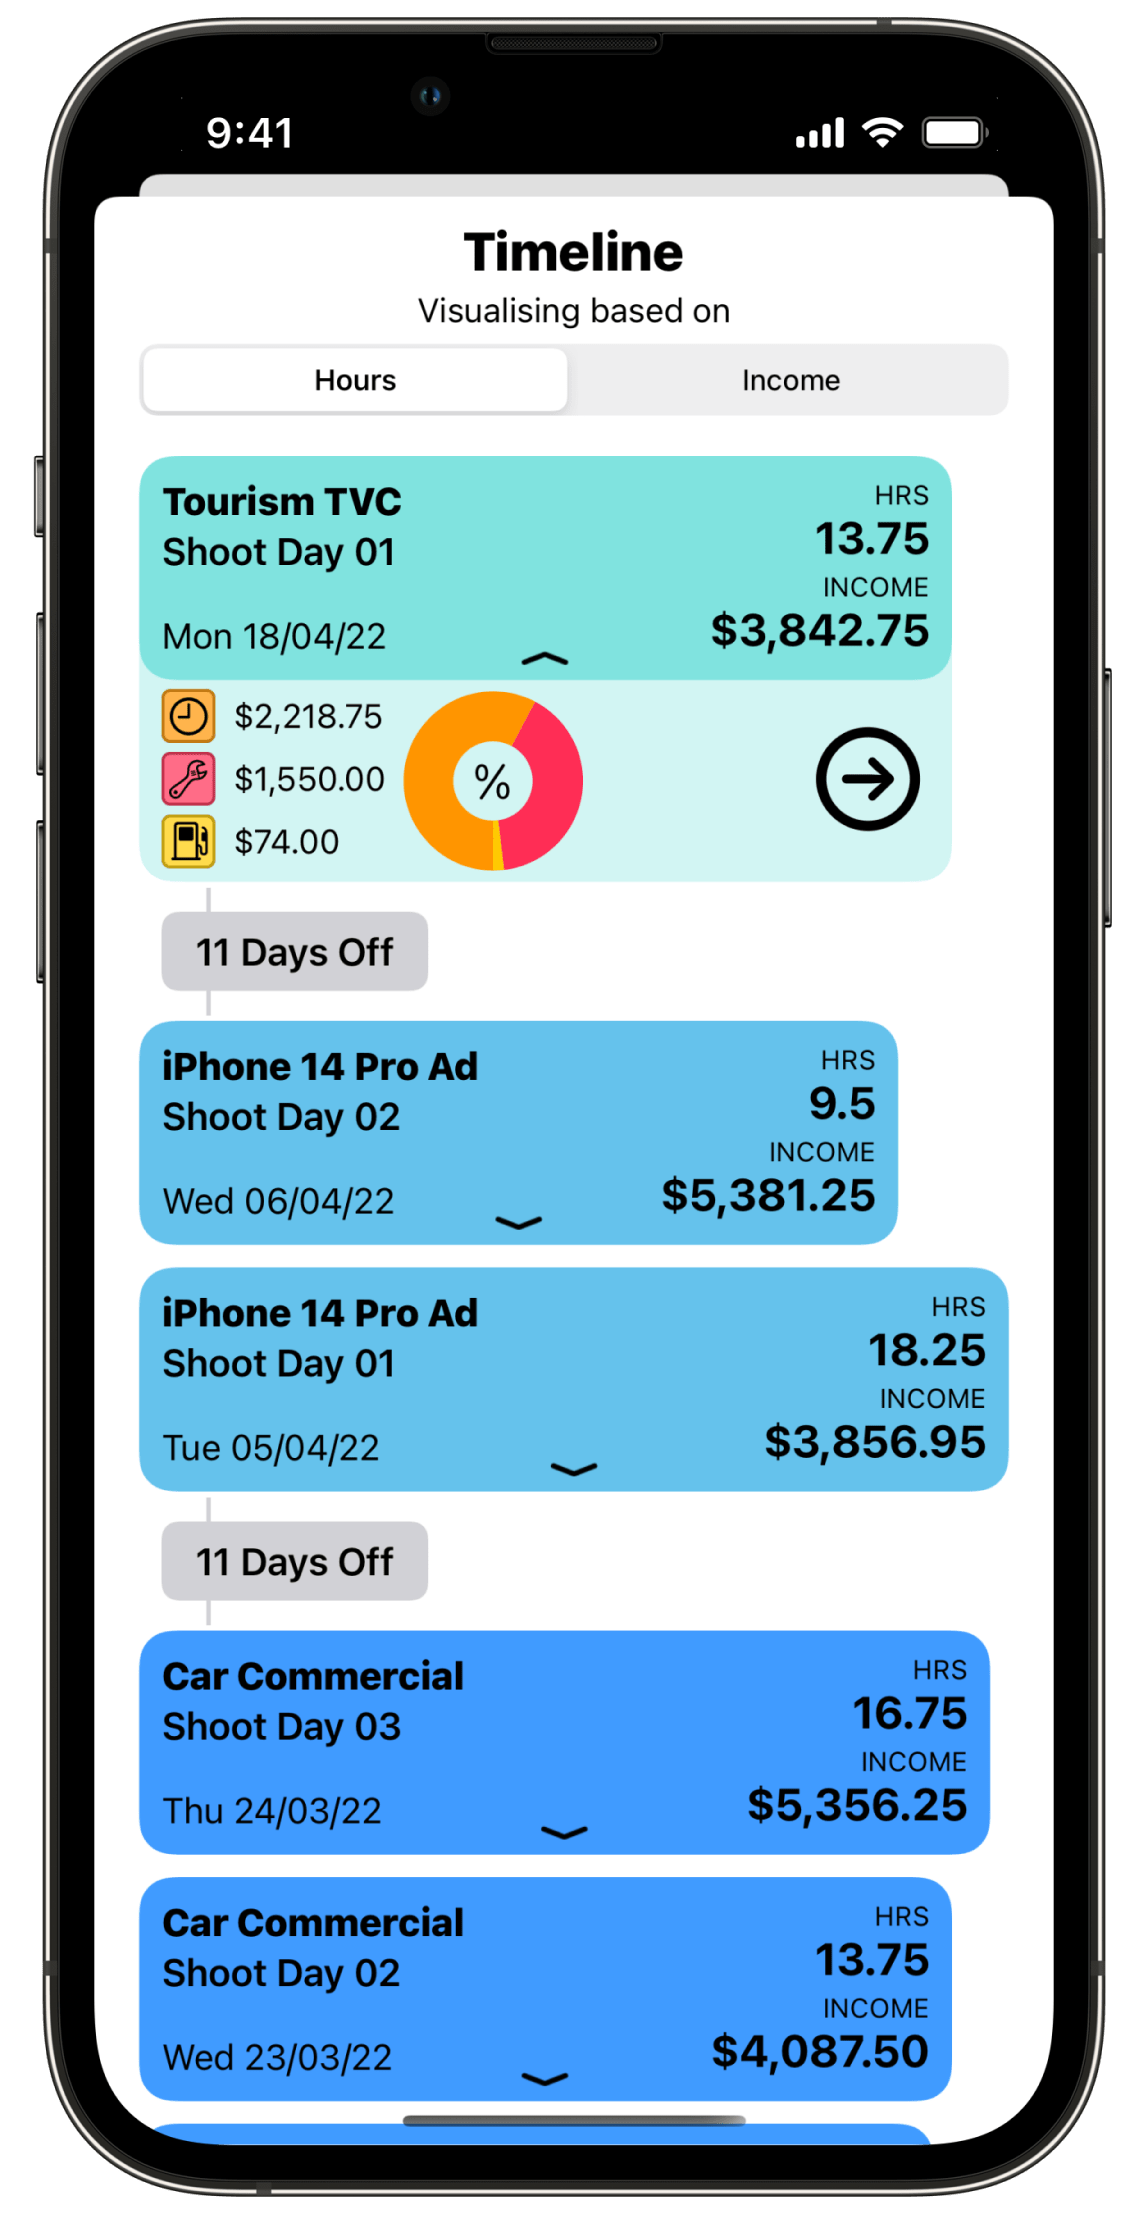 9:41
Timeline
Visualising based on
Hours
Income
Tourism TVC
Shoot Day 01
Mon 18/04/22
HRS
13.75
INCOME
$3,842.75
$2,218.75
$1,550.00
$74.00
%
11 Days Off
iPhone 14 Pro Ad
Shoot Day 02
Wed 06/04/22
HRS
9.5
INCOME
$5,381.25
iPhone 14 Pro Ad
Shoot Day 01
Tue 05/04/22
HRS
18.25
INCOME
$3,856.95
11 Days Off
Car Commercial
Shoot Day 03
Thu 24/03/22
HRS
16.75
INCOME
$5,356.25
Car Commercial
Shoot Day 02
Wed 23/03/22
HRS
13.75
INCOME
$4,087.50